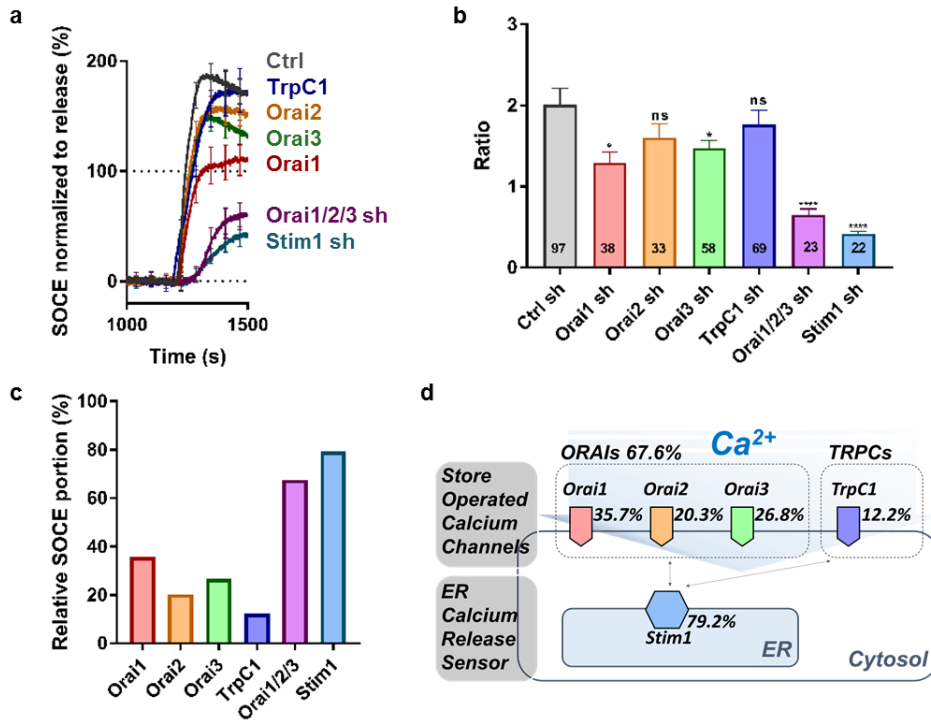 a
SOCE normalized to release (%)
200
100
0
1000
1500
Time (s)
Ctrl
TrpC1
Orai2
Orai3
Orai1
Orai1/2/3 sh
Stim1 sh
b
Ratio
3
2
1
0
*
ns
*
ns
****
****
97
38
33
58
69
23
22
Ctrl sh
Orai1 sh
Orai2 sh
Orai3 sh
TrpC1 sh
Orai1/2/3 sh
Stim1 sh
c
Relative SOCE portion (%)
100
80
60
40
20
0
Orai1
Orai2
Orai3
TrpC1
Orai1/2/3
Stim1
d
Ca2+
ORAIs 67.6%
TRPCs
Store
Operated
Calcium
Channels
Orai1
Orai2
Orai3
TrpC1
35.7%
20.3%
26.8%
12.2%
ER
Calcium
Release
Sensor
79.2%
Stim1
ER
Cytosol